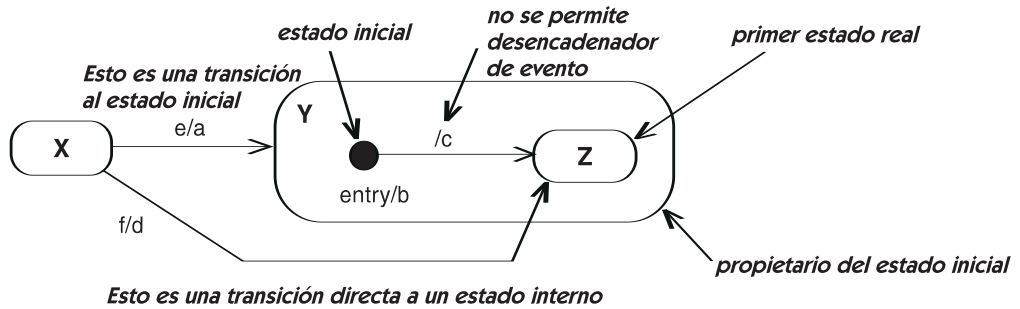 estado inicial
no se permite
desencadenador
de evento
primer estado real
Esto es una transición
al estado inicial
e/a
Y
/c
X
Z
entry/b
f/d
propietario del estado inicial
Esto es una transición directa a un estado interno